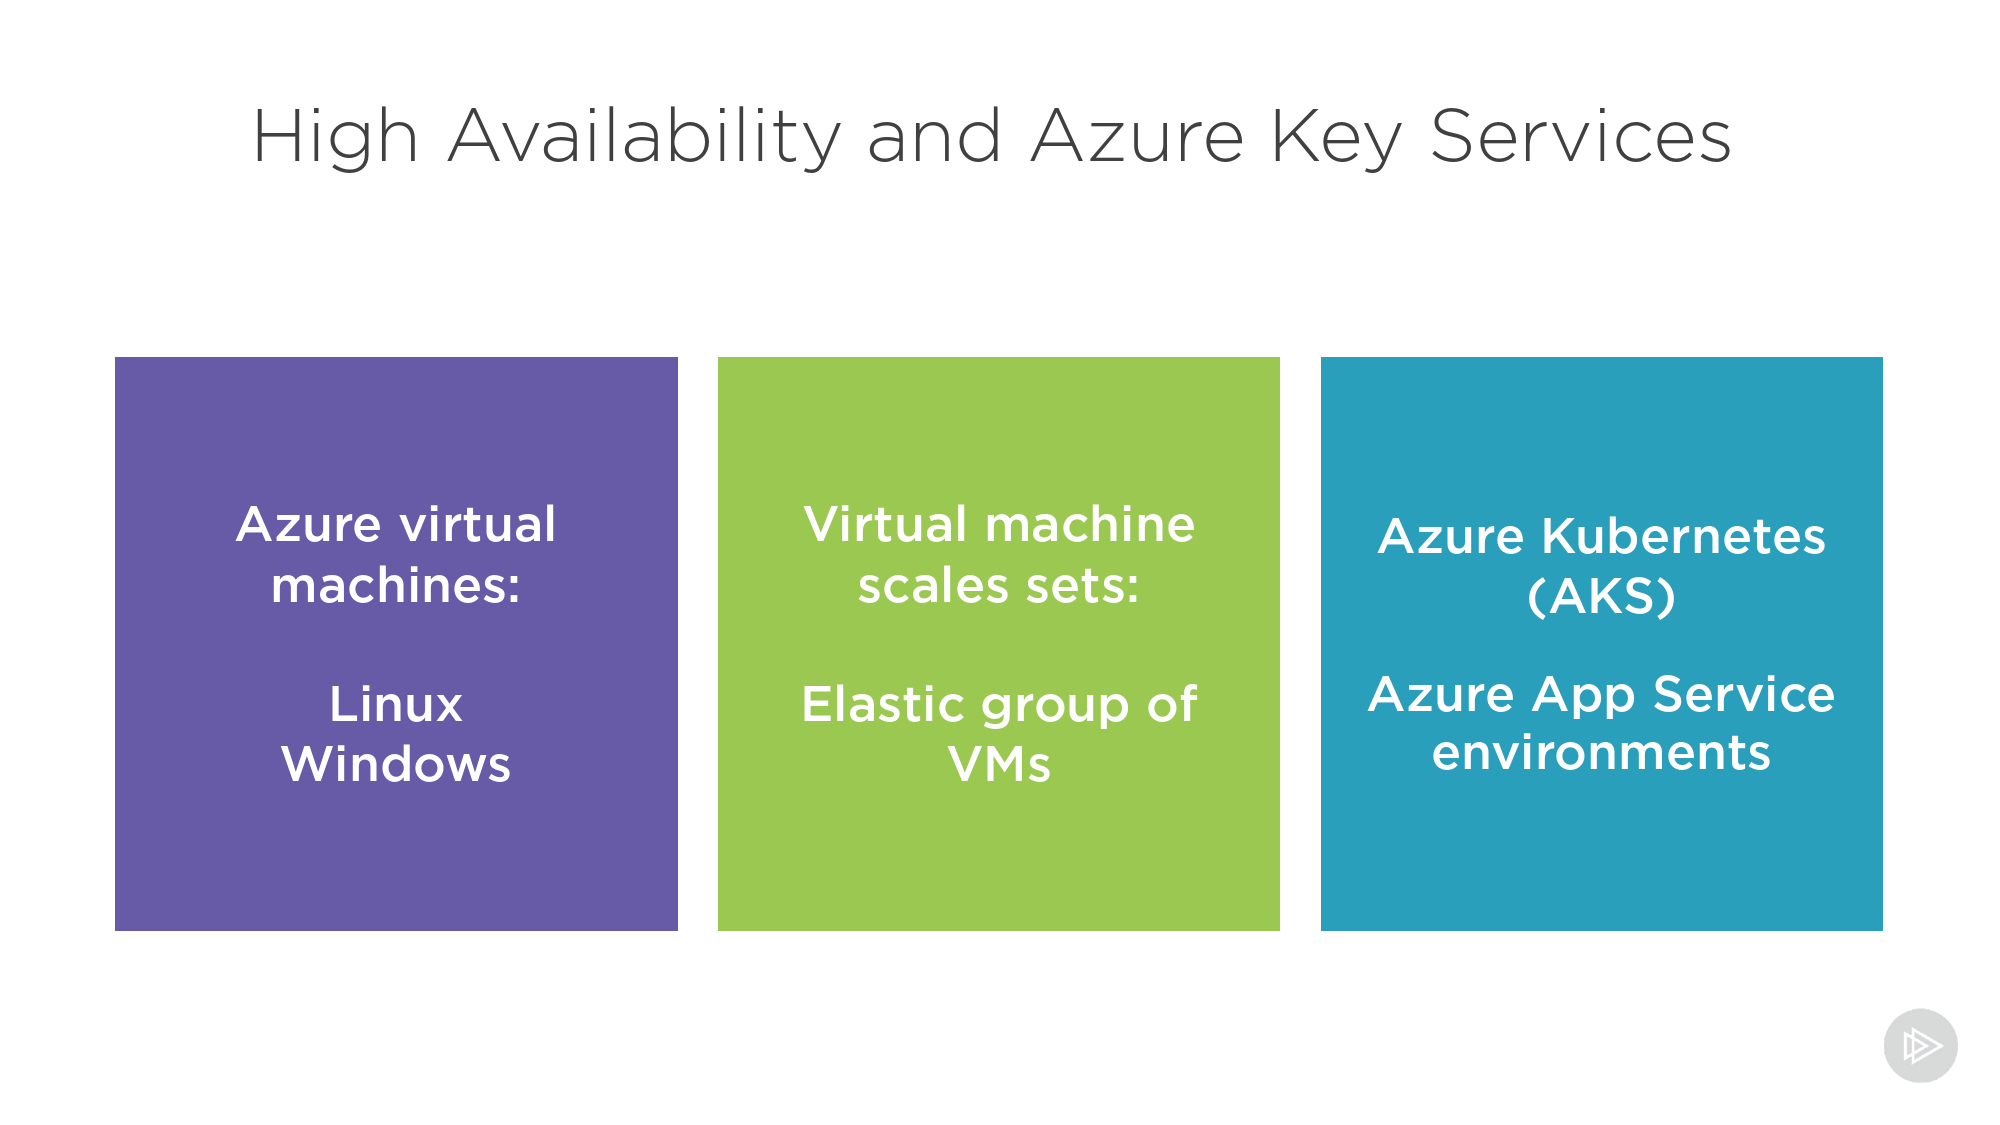 High Availability and Azure Key Services
Azure virtual
machines:
Linux
Windows
Virtual machine
scales sets:
Elastic group of
VMs
Azure Kubernetes
(AKS)
Azure App Service
environments